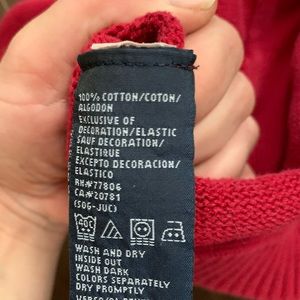 100% COTTON/COTON/
ALGODON
EXCLUSIVE OF
DECORATION/ELASTIC
SAUF DECORATION/
ELASTIQUE
EXCEPTO DECORACION/
ELASTICO
RN#77806
CA#20781
(SOG-JUC)
WASH AND DRY
INSIDE OUT
WASH DARK
COLORS SEPARATELY
DRY PROMPTLY